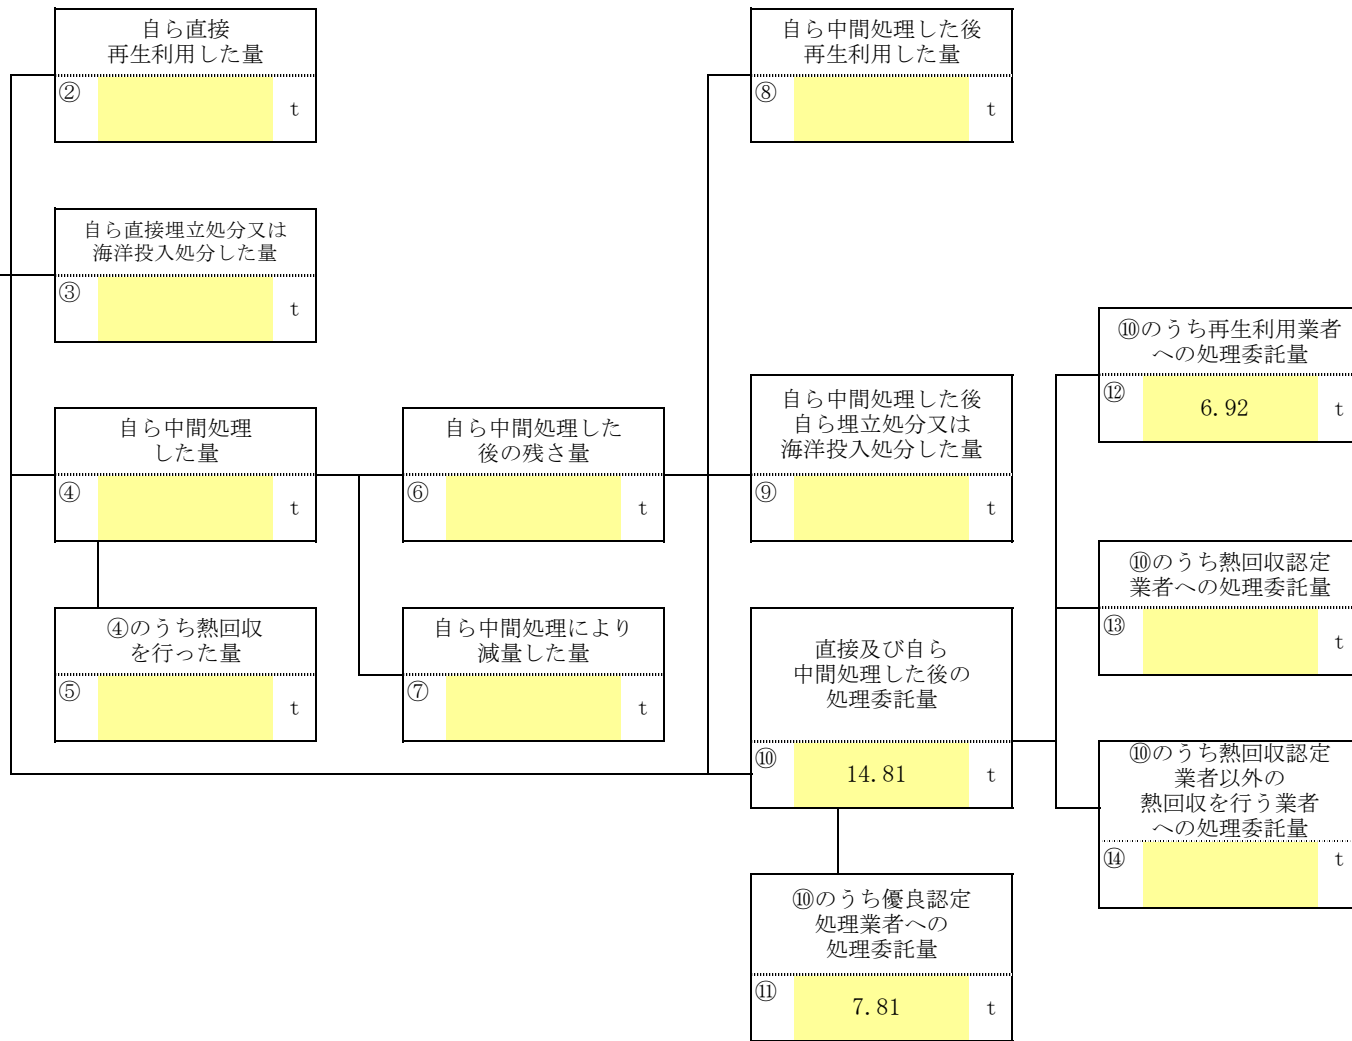 自ら直接
再生利用した量
②
t
自ら中間処理した後
再生利用した量
⑧
t
自ら直接埋立処分又は
海洋投入処分した量
③
t
⑩のうち再生利用業者
への処理委託量
⑫
6.92
t
自ら中間処理
した量
④
t
自ら中間処理した
後の残さ量
⑥
t
自ら中間処理した後
自ら埋立処分又は
海洋投入処分した量
⑨
t
⑩のうち熱回収認定
業者への処理委託量
⑬
t
④のうち熱回収
を行った量
⑤
t
自ら中間処理により
減量した量
⑦
t
直接及び自ら
中間処理した後の
処理委託量
⑩
14.81
t
⑩のうち熱回収認定
業者以外の
熱回収を行う業者
への処理委託量
⑭
t
⑩のうち優良認定
処理業者への
処理委託量
⑪
7.81
t